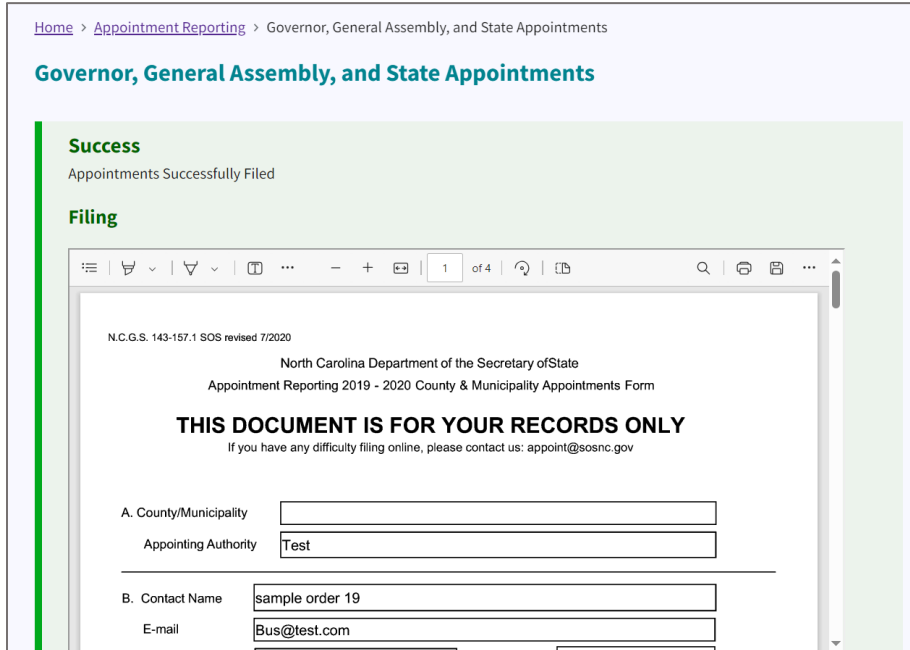 Home > Appointment Reporting > Governor, General Assembly, and State Appointments
Governor, General Assembly, and State Appointments
Success
Appointments Successfully Filed
Filing
1 of 4
N.C.G.S. 143-157.1 SOS revised 7/2020
North Carolina Department of the Secretary ofState
Appointment Reporting 2019 - 2020 County & Municipality Appointments Form
THIS DOCUMENT IS FOR YOUR RECORDS ONLY
If you have any difficulty filing online, please contact us: appoint@sosnc.gov
A. County/Municipality
Appointing Authority Test
B. Contact Name sample order 19
E-mail Bus@test.com